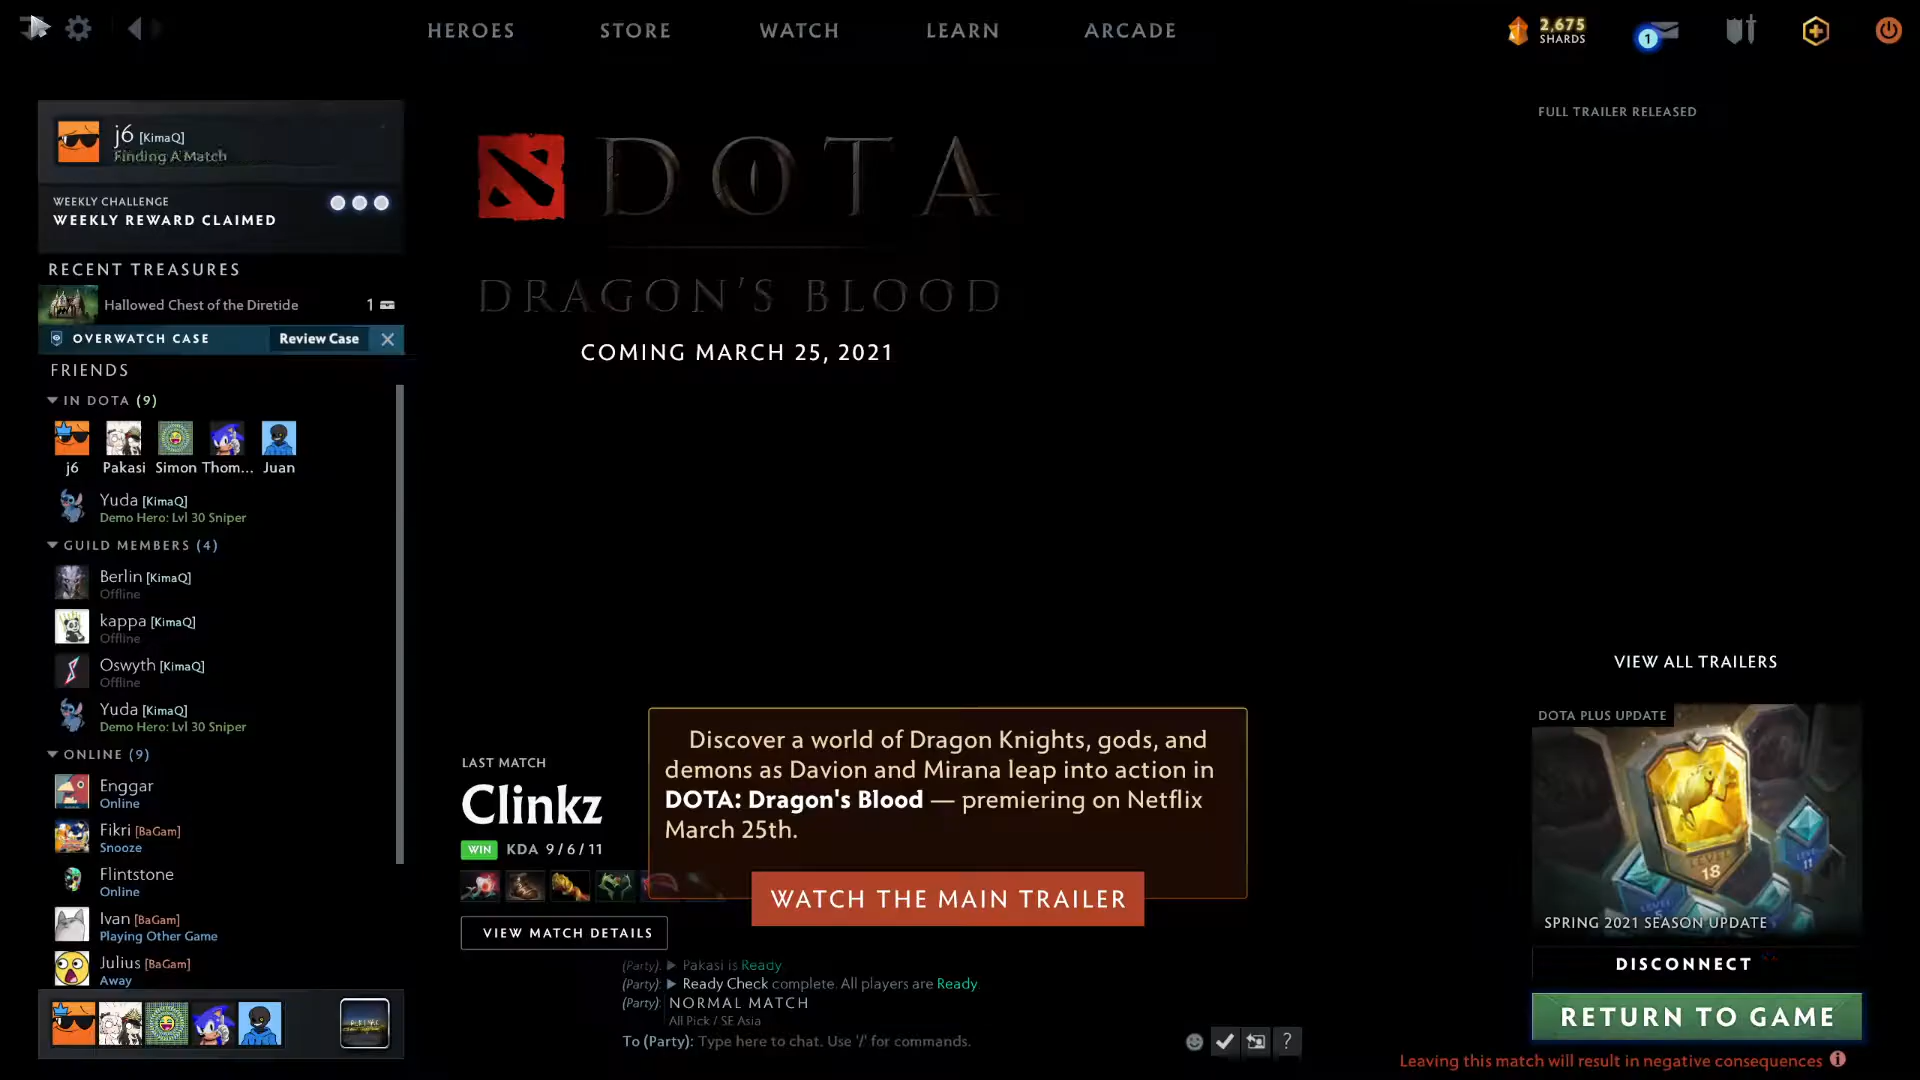 HEROES
STORE
WATCH
LEARN
ARCADE
2,675
SHARDS
1
j6 [KimaQ]
Finding A Match
WEEKLY CHALLENGE
WEEKLY REWARD CLAIMED
RECENT TREASURES
Hallowed Chest of the Diretide 1
OVERWATCH CASE Review Case
FRIENDS
IN DOTA (9)
j6 Pakasi Simon Thom... Juan
Yuda [KimaQ]
Demo Hero: Lvl 30 Sniper
GUILD MEMBERS (4)
Berlin [KimaQ]
Offline
kappa [KimaQ]
Offline
Oswyth [KimaQ]
Offline
Yuda [KimaQ]
Demo Hero: Lvl 30 Sniper
ONLINE (9)
Enggar
Online
Fikri [BaGam]
Snooze
Flintstone
Online
Ivan [BaGam]
Playing Other Game
Julius [BaGam]
Away
DOTA
DRAGON'S BLOOD
COMING MARCH 25, 2021
LAST MATCH
Clinkz
WIN KDA 9/6/11
VIEW MATCH DETAILS
Discover a world of Dragon Knights, gods, and
demons as Davion and Mirana leap into action in
DOTA: Dragon's Blood — premiering on Netflix
March 25th.
WATCH THE MAIN TRAILER
(Party): Pakasi is Ready
(Party): Ready Check complete. All players are Ready
(Party): NORMAL MATCH
All Pick / SE Asia
To (Party): Type here to chat. Use '/' for commands.
?
FULL TRAILER RELEASED
VIEW ALL TRAILERS
DOTA PLUS UPDATE
LEVEL
18
LEVEL
11
SPRING 2021 SEASON UPDATE
DISCONNECT
RETURN TO GAME
Leaving this match will result in negative consequences